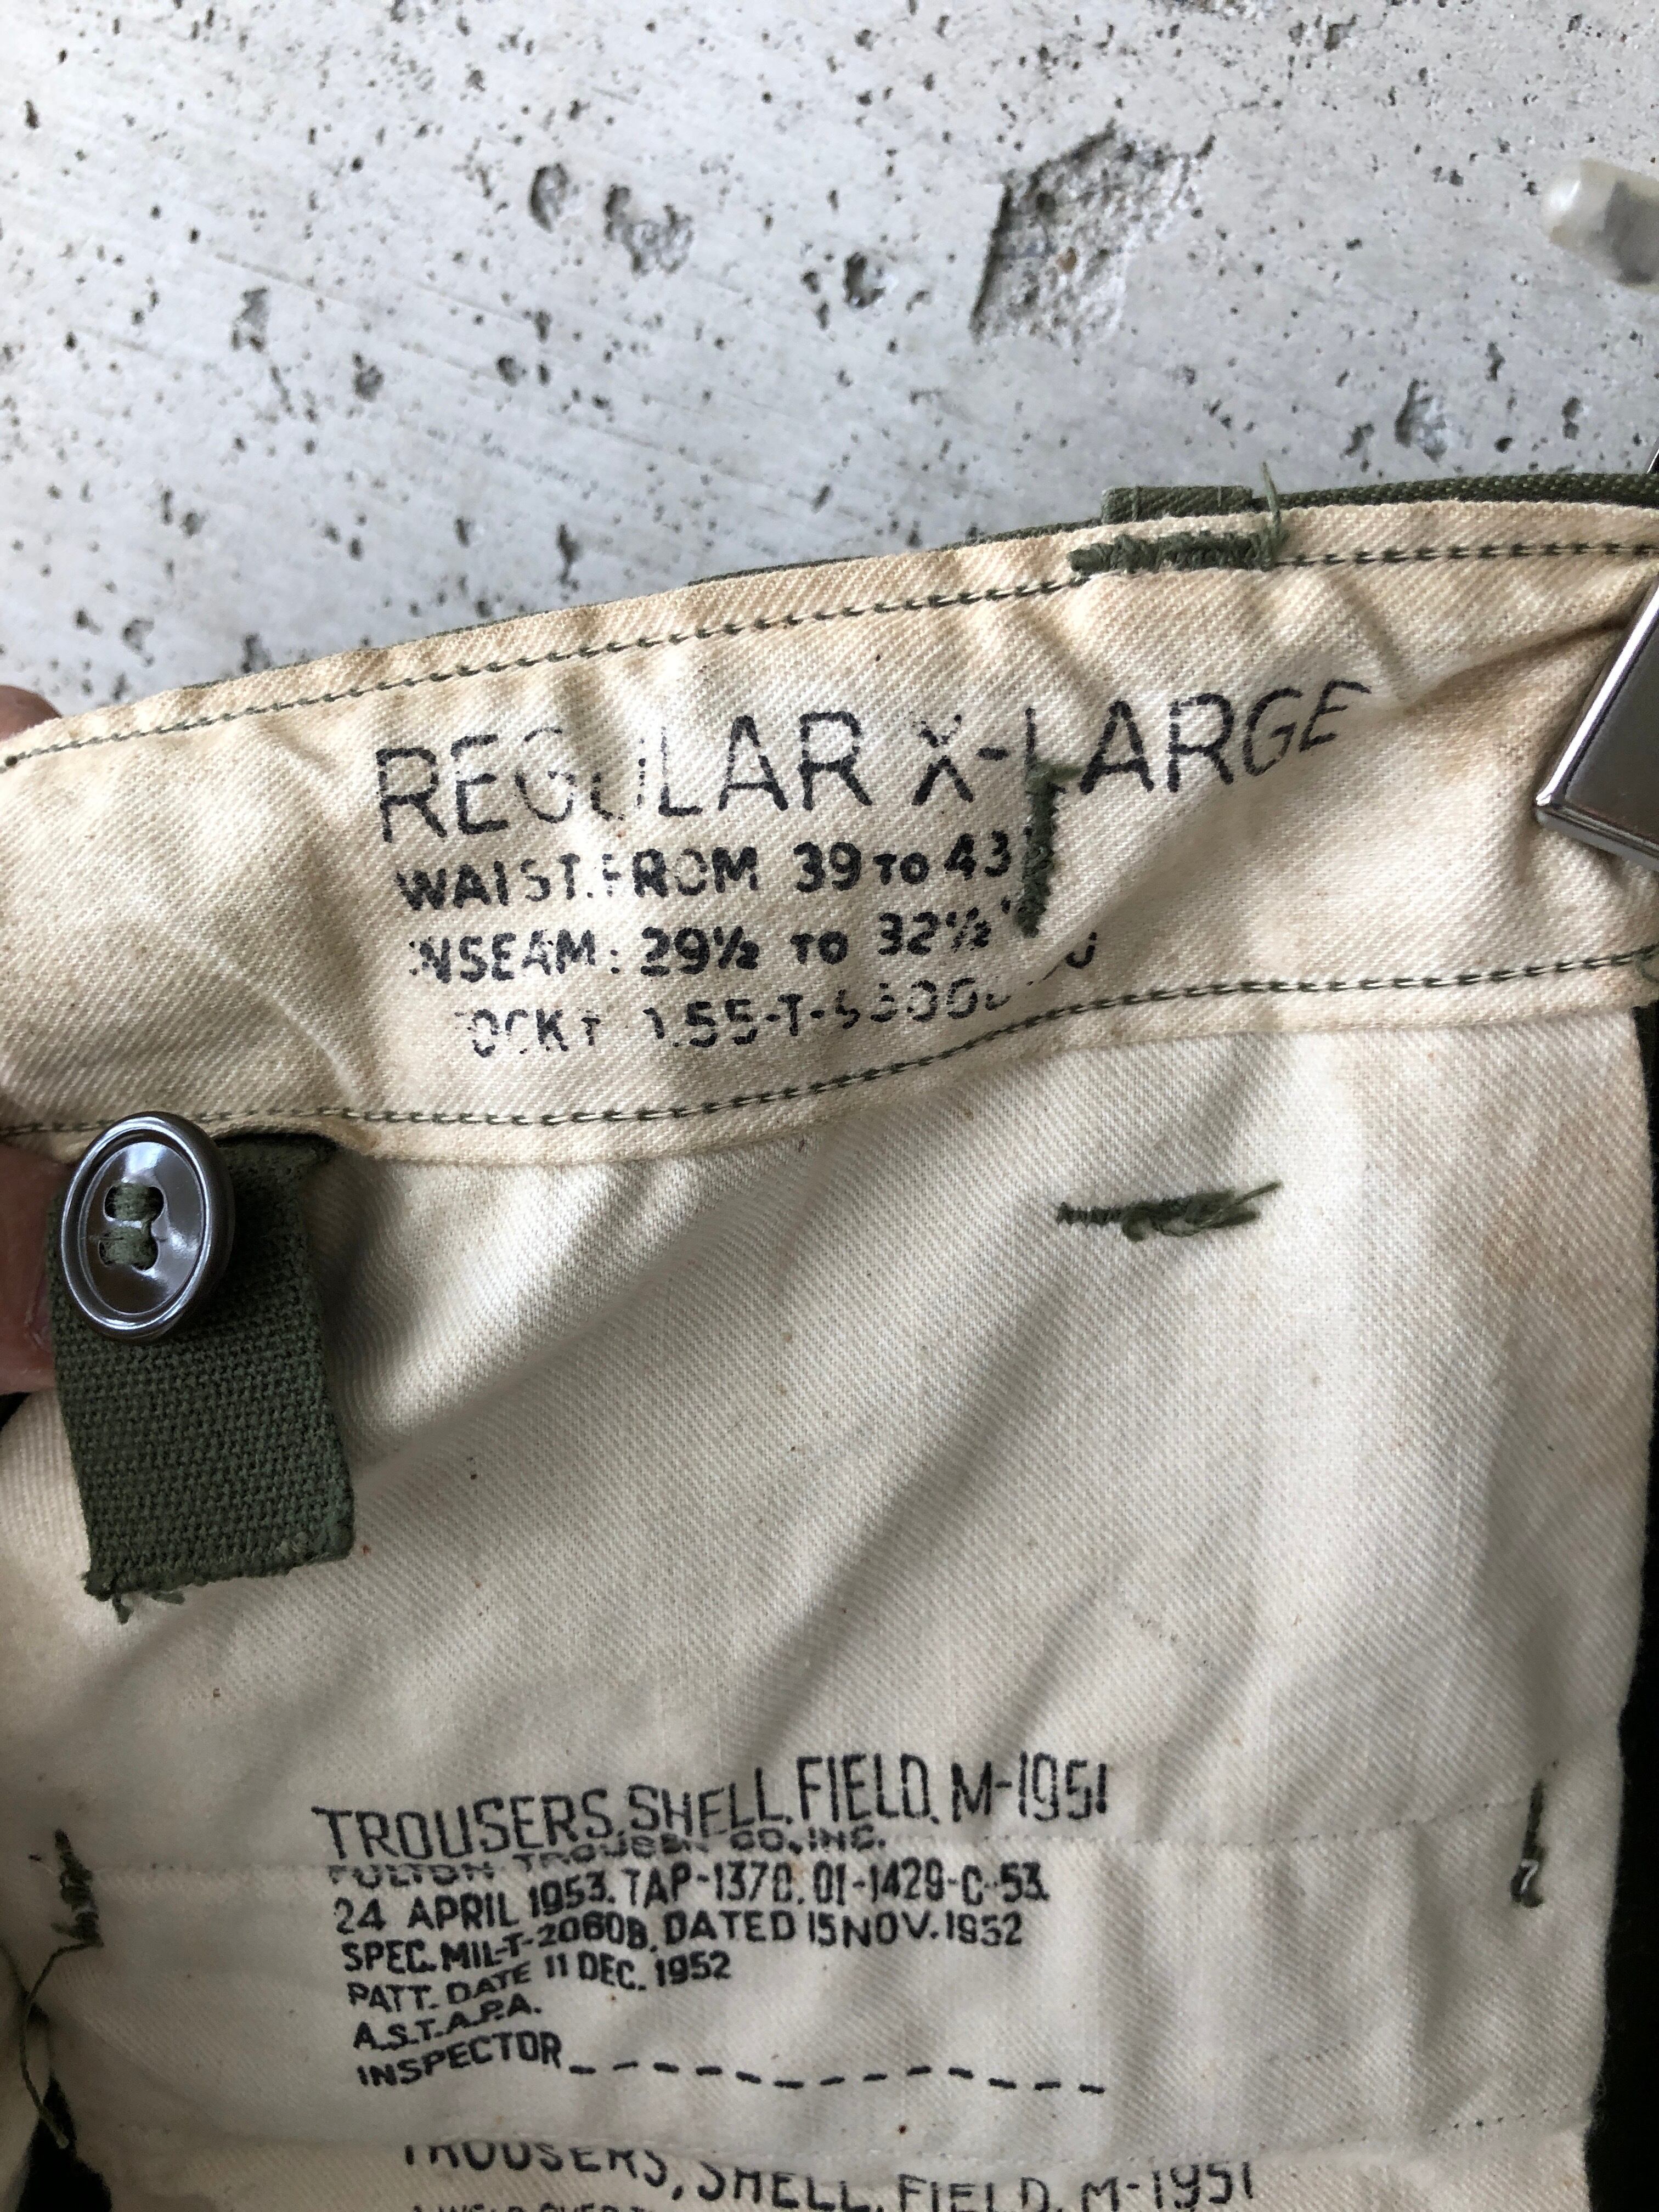 REGULAR X-LARGE
WAIST. FROM 39 TO 43
INSEAM: 29½ TO 32½"
TROUSERS, SHELL, FIELD, M-1951
FULTON TROUSER CO., INC.
24 APRIL 1953. TAP-1370. OI-1429-C-53.
SPEC. MIL-T-2060B, DATED 15 NOV. 1952
PATT. DATE 11 DEC. 1952
A.S.T.A.P.A.
INSPECTOR
TROUSERS, SHELL, FIELD, M-1951